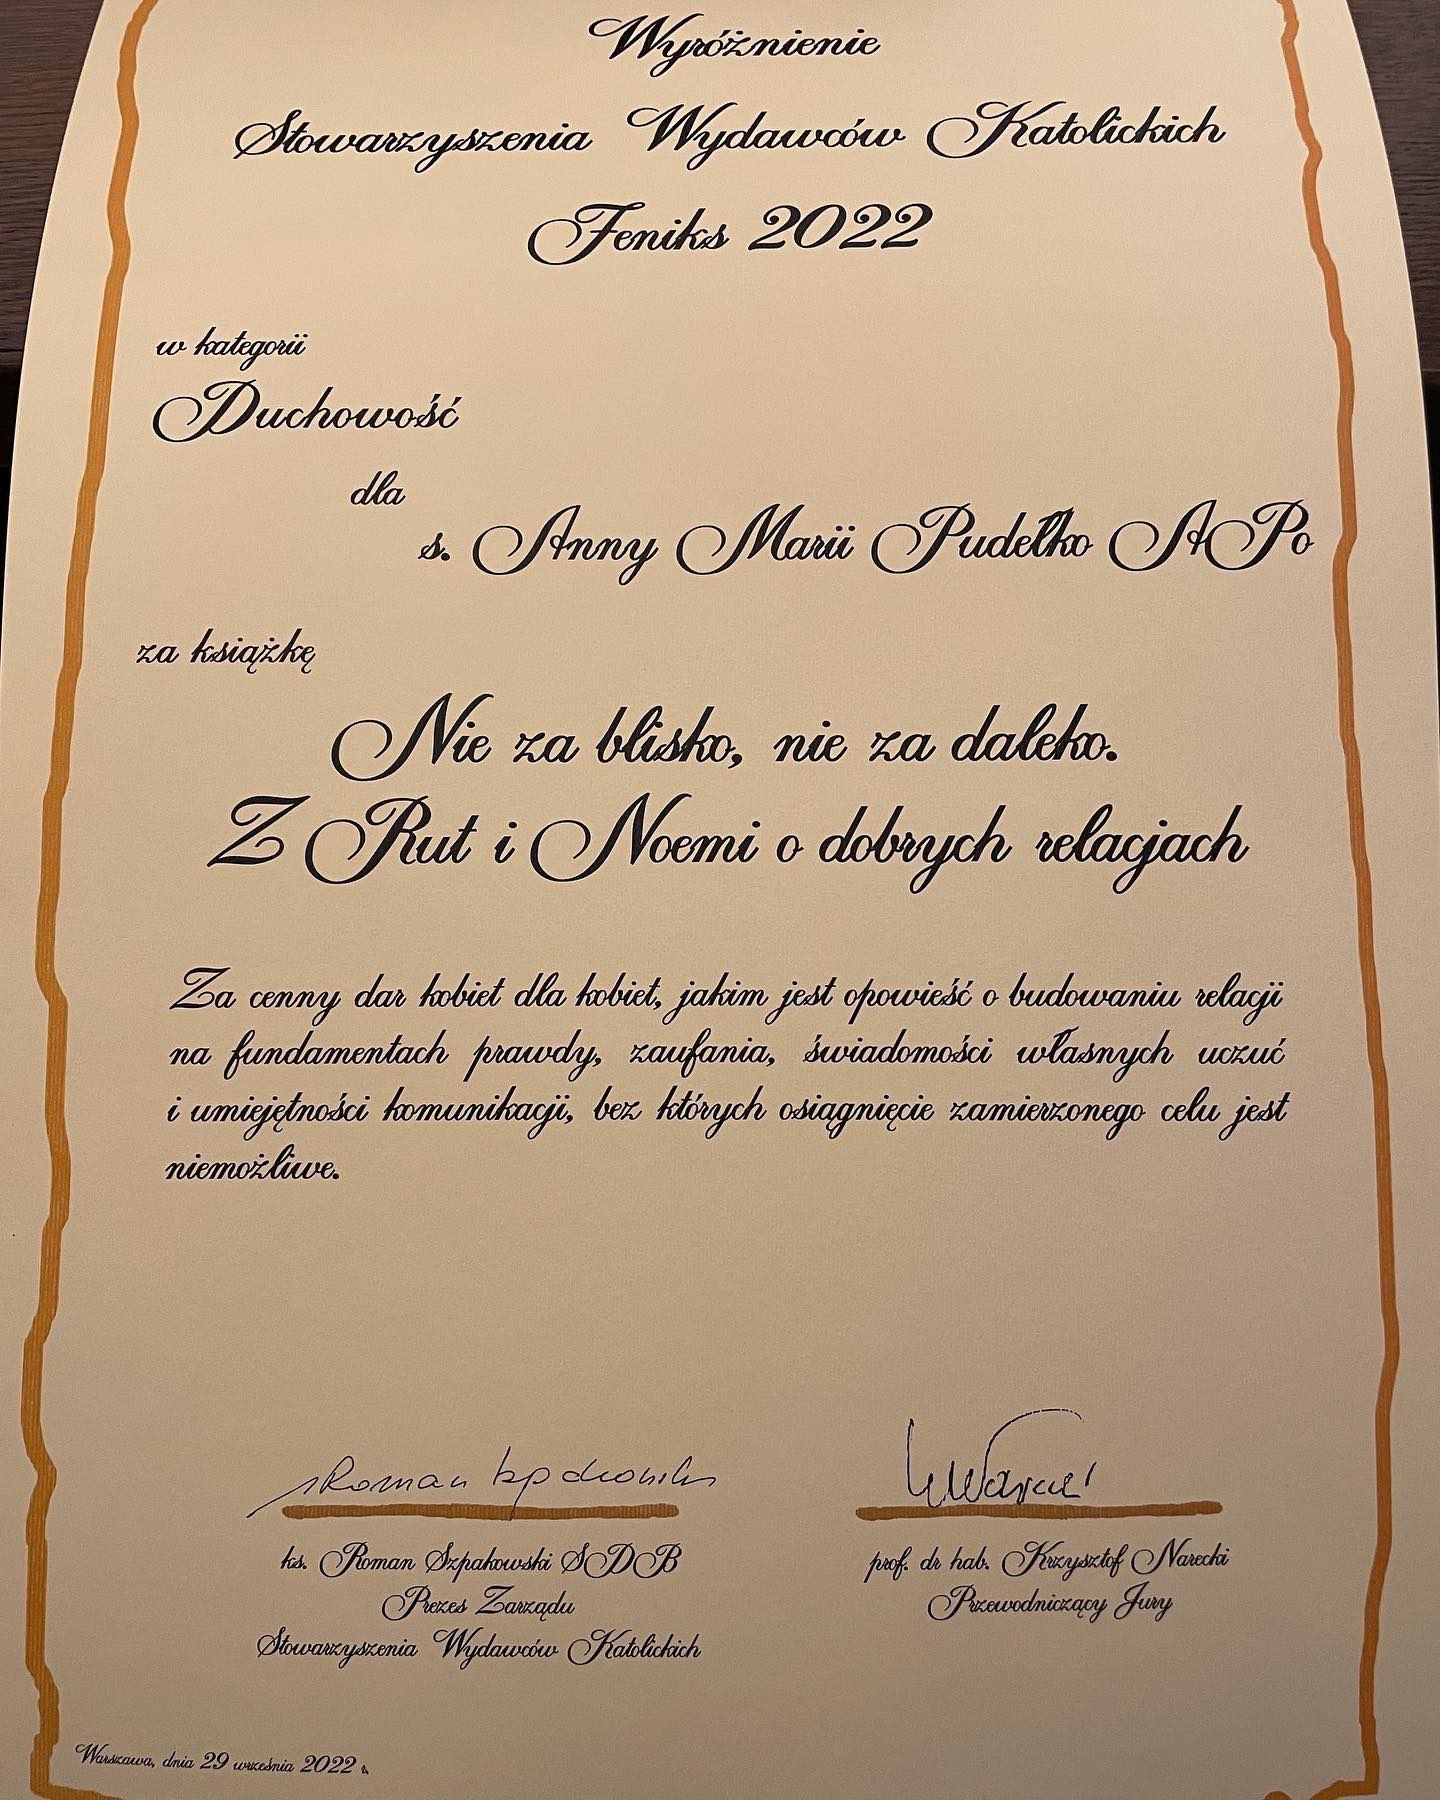 Wyróżnienie
Stowarzyszenia Wydawców Katolickich
Feniks 2022
w kategorii
Duchowość
dla
s. Anny Marii Pudełko APo
za książkę
Nie za blisko, nie za daleko.
Z Rut i Noemi o dobrych relacjach
Za cenny dar kobiet dla kobiet, jakim jest opowieść o budowaniu relacji
na fundamentach prawdy, zaufania, świadomości własnych uczuć
i umiejętności komunikacji, bez których osiągnięcie zamierzonego celu jest
niemożliwe.
Roman
ks. Roman Szpakowski SDB
Prezes Zarządu
Stowarzyszenia Wydawców Katolickich
prof. dr hab. Krzysztof Narecki
Przewodniczący Jury
Warszawa, dnia 29 września 2022 r.